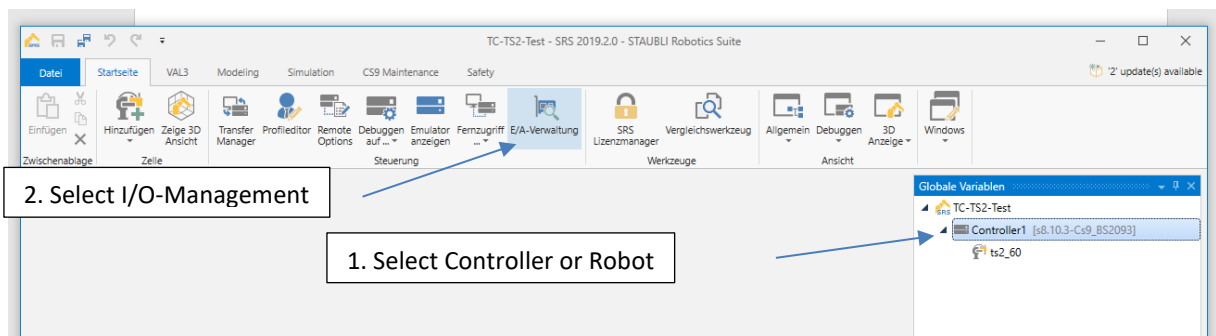 TC-TS2-Test - SRS 2019.2.0 - STAUBLI Robotics Suite
Datei Startseite VAL3 Modeling Simulation CS9 Maintenance Safety '2' update(s) available
Einfügen Hinzufügen Zeige 3D Ansicht Transfer Manager Profileditor Remote Options Debuggen auf ... Emulator anzeigen Fernzugriff ... E/A-Verwaltung SRS Lizenzmanager Vergleichswerkzeug Allgemein Debuggen 3D Anzeige Windows
Zwischenablage Zelle Steuerung Werkzeuge Ansicht
2. Select I/O-Management
Globale Variablen
SRS TC-TS2-Test
Controller1 [s8.10.3-Cs9_BS2093]
1. Select Controller or Robot
ts2_60